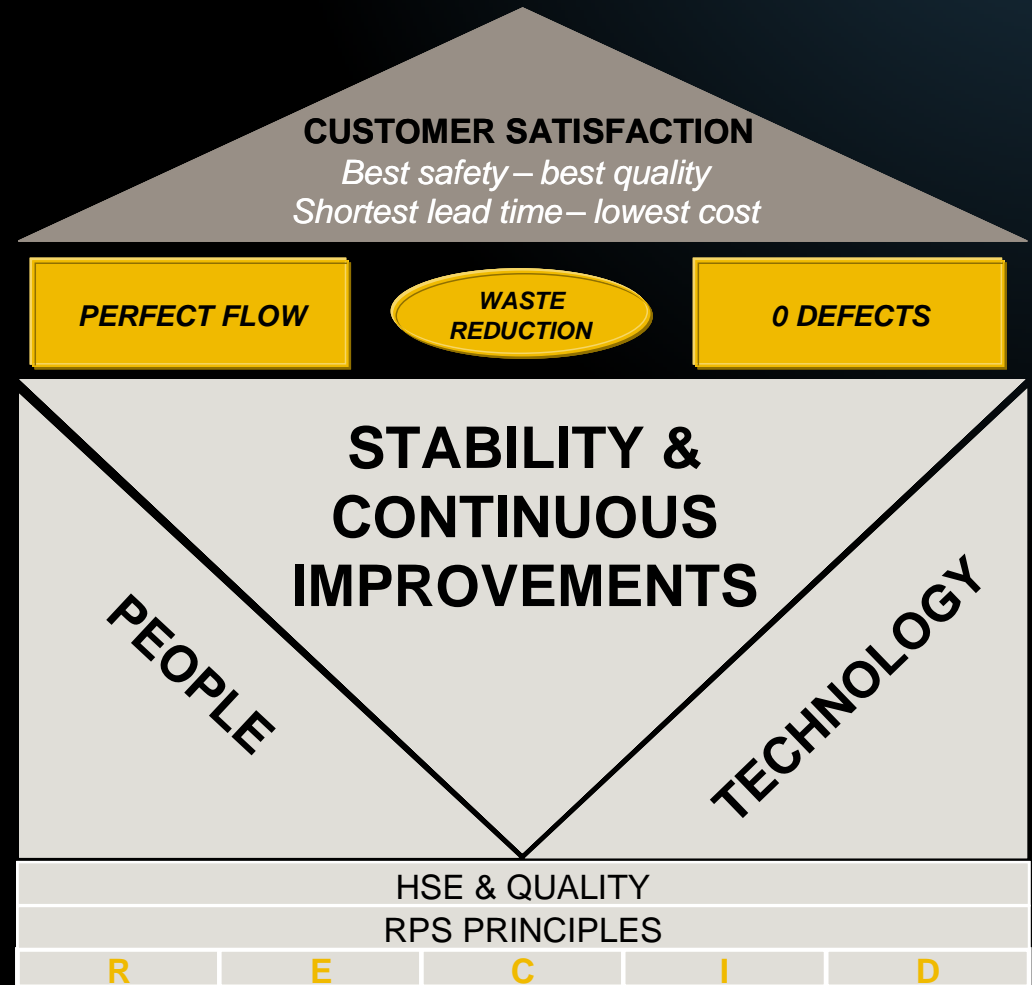 CUSTOMER SATISFACTION
Best safety – best quality
Shortest lead time – lowest cost
PERFECT FLOW
WASTE
REDUCTION
0 DEFECTS
STABILITY &
CONTINUOUS
IMPROVEMENTS
PEOPLE
TECHNOLOGY
HSE & QUALITY
RPS PRINCIPLES
R E C I D